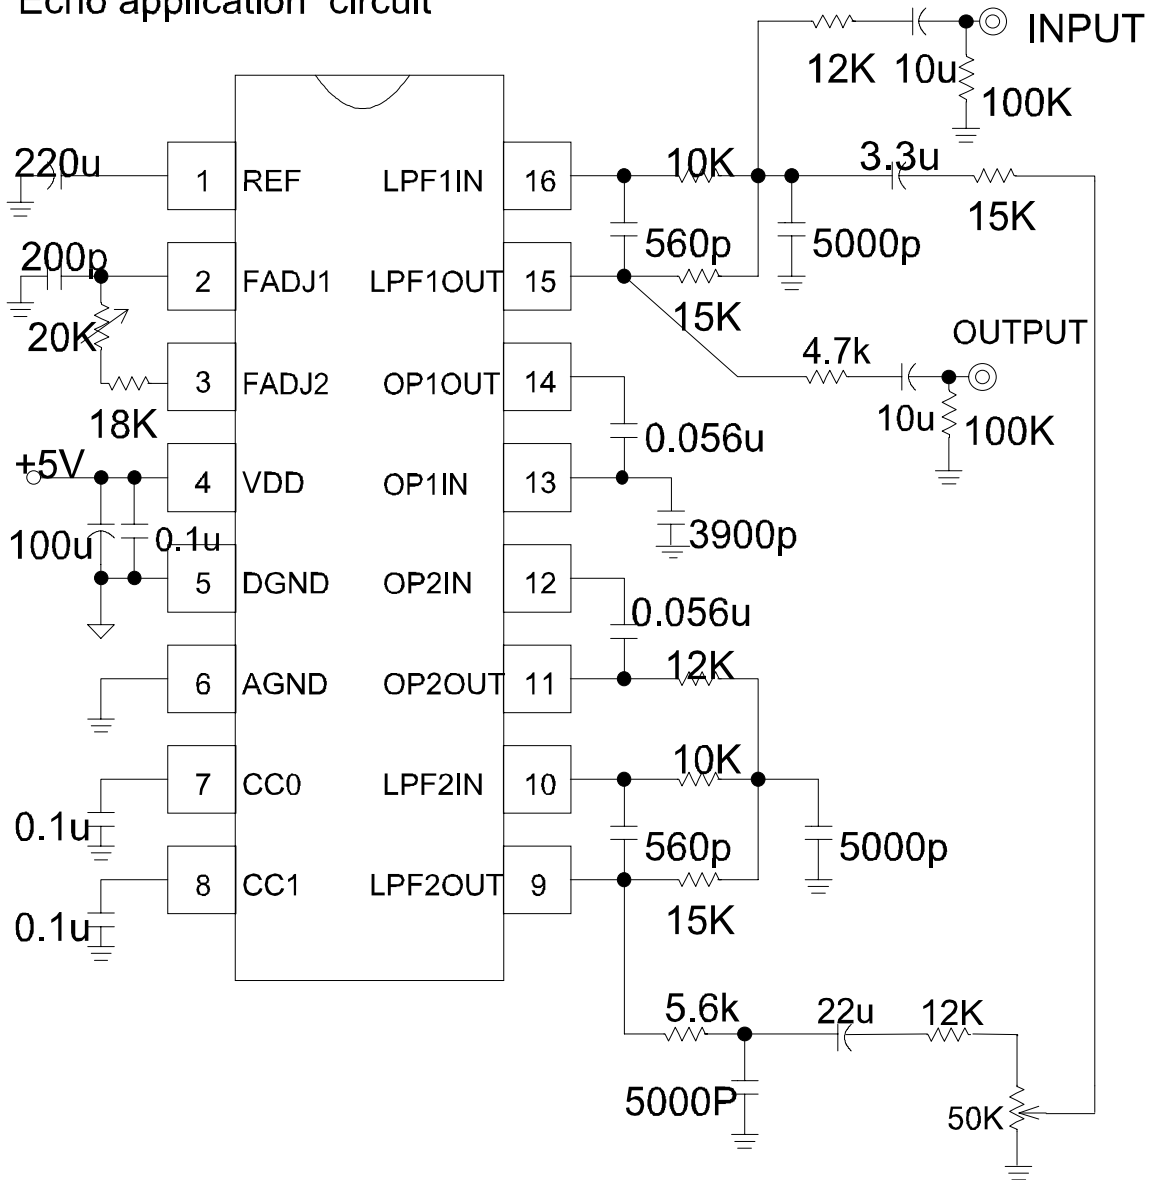 Echo application circuit
INPUT
12K
10u
100K
220u
1
REF
LPF1IN
16
10K
3.3u
15K
200p
2
FADJ1
LPF1OUT
15
560p
5000p
15K
20K
OUTPUT
4.7k
3
FADJ2
OP1OUT
14
10u
100K
18K
0.056u
+5V
4
VDD
OP1IN
13
100u
0.1u
3900p
5
DGND
OP2IN
12
0.056u
12K
6
AGND
OP2OUT
11
10K
7
CC0
LPF2IN
10
0.1u
560p
5000p
8
CC1
LPF2OUT
9
0.1u
15K
5.6k
22u
12K
5000P
50K